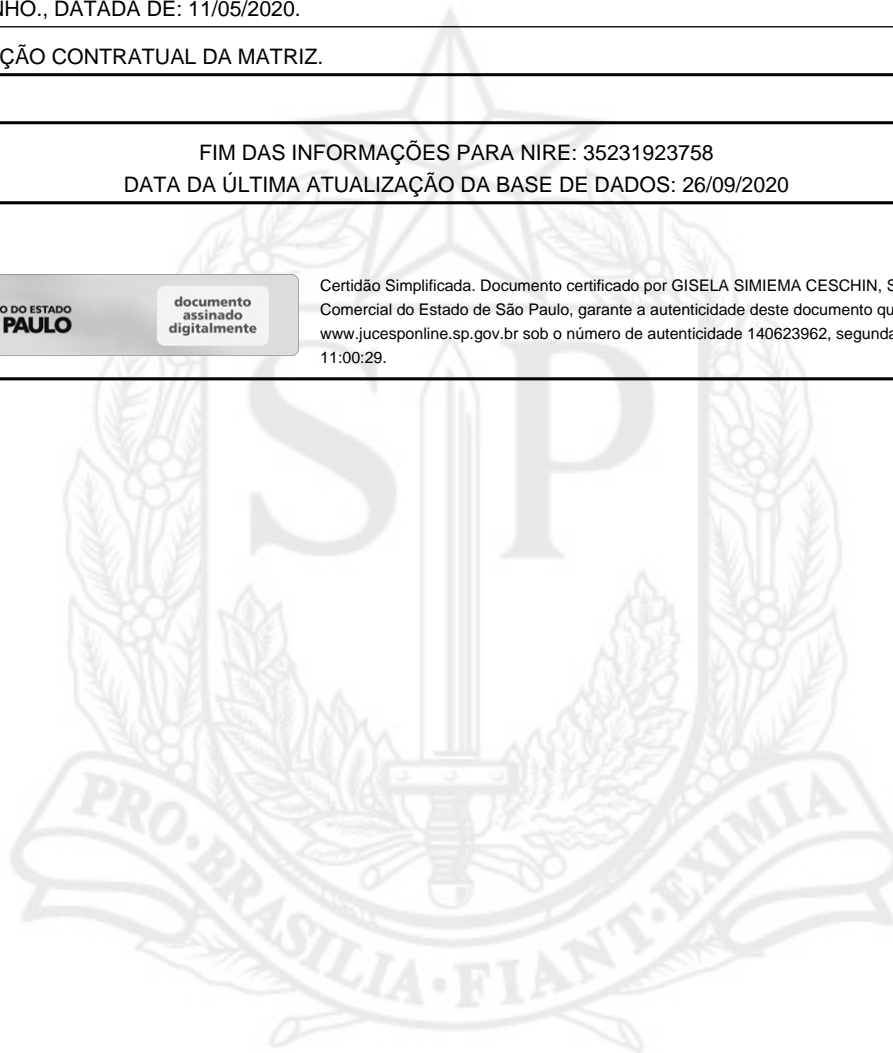 NHO., DATADA DE: 11/05/2020.
ÇÃO CONTRATUAL DA MATRIZ.
FIM DAS INFORMAÇÕES PARA NIRE: 35231923758
DATA DA ÚLTIMA ATUALIZAÇÃO DA BASE DE DADOS: 26/09/2020
O DO ESTADO
PAULO
documento
assinado
digitalmente
Certidão Simplificada. Documento certificado por GISELA SIMIEMA CESCHIN, S
Comercial do Estado de São Paulo, garante a autenticidade deste documento qu
www.jucesponline.sp.gov.br sob o número de autenticidade 140623962, segunda
11:00:29.
SP
PRO·BRASILIA·FIANT·EXIMIA